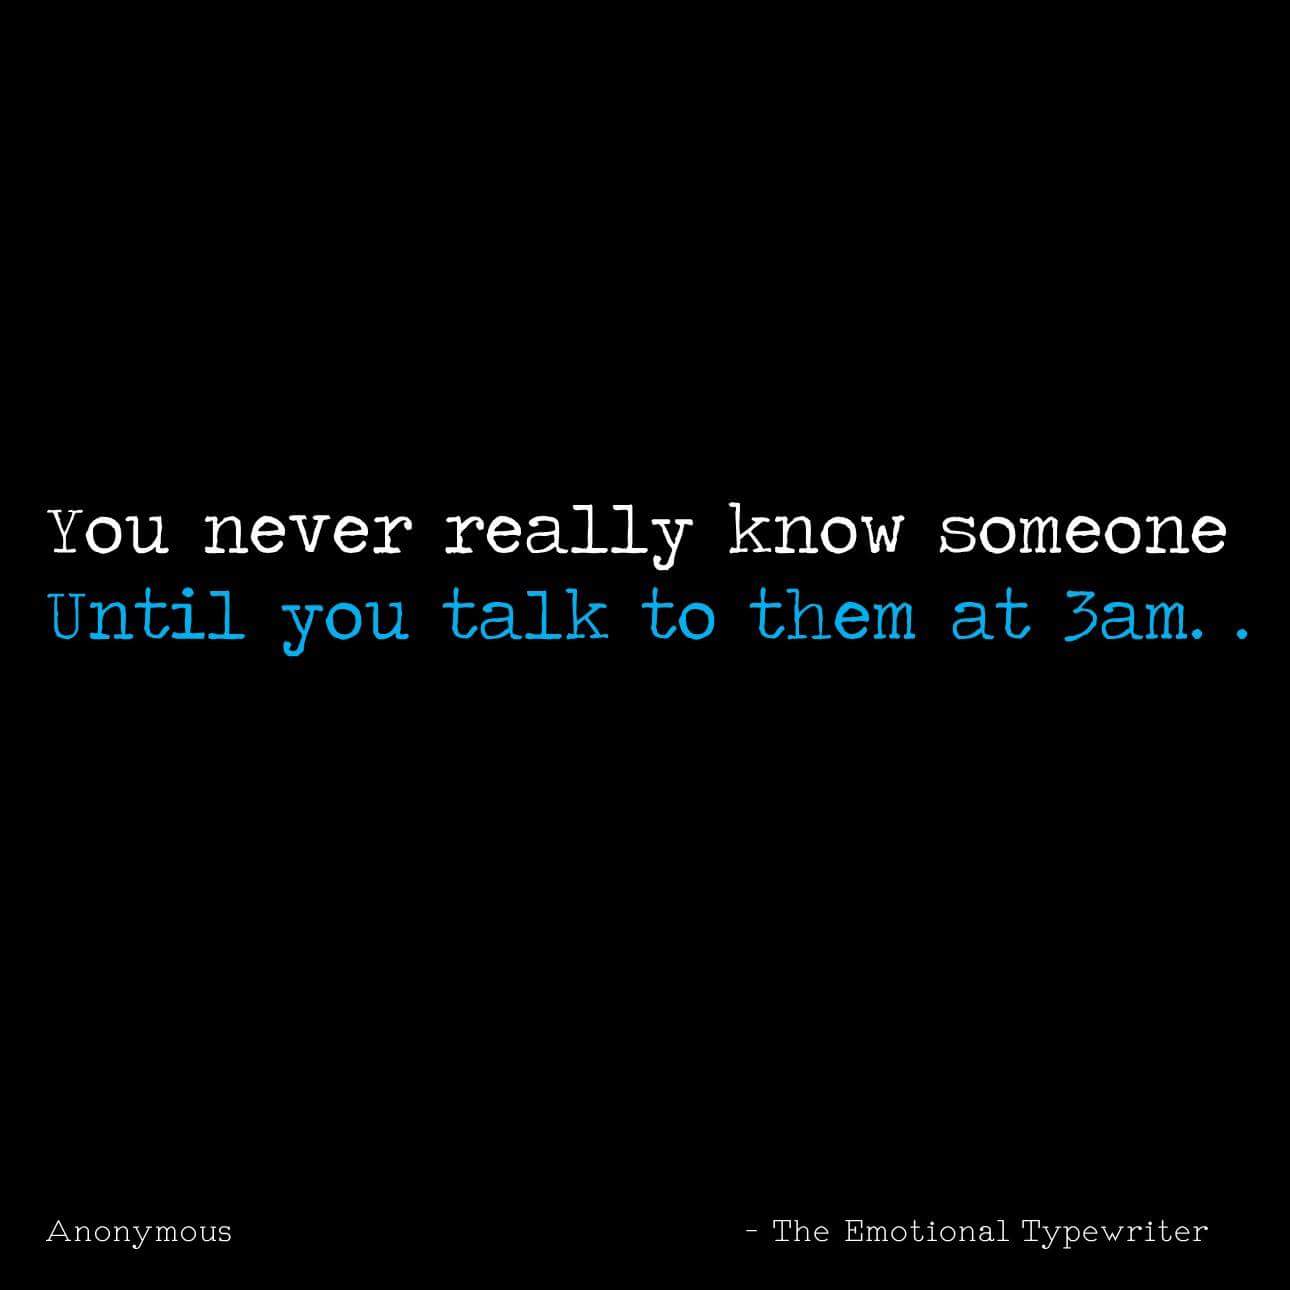 You never really know someone
Until you talk to them at 3am. .
Anonymous
- The Emotional Typewriter